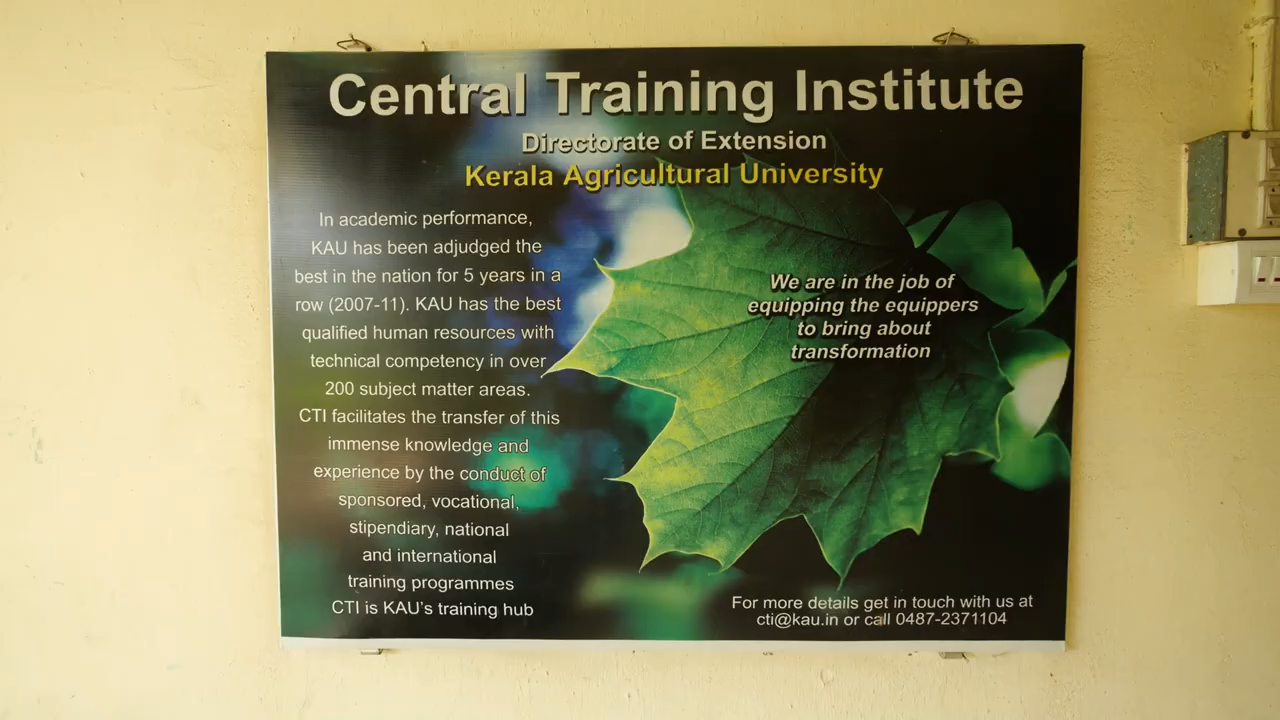 Central Training Institute
Directorate of Extension
Kerala Agricultural University
In academic performance,
KAU has been adjudged the
best in the nation for 5 years in a
row (2007-11). KAU has the best
qualified human resources with
technical competency in over
200 subject matter areas.
CTI facilitates the transfer of this
immense knowledge and
experience by the conduct of
sponsored, vocational,
stipendiary, national
and international
training programmes
CTI is KAU's training hub
We are in the job of
equipping the equippers
to bring about
transformation
For more details get in touch with us at
cti@kau.in or call 0487-2371104